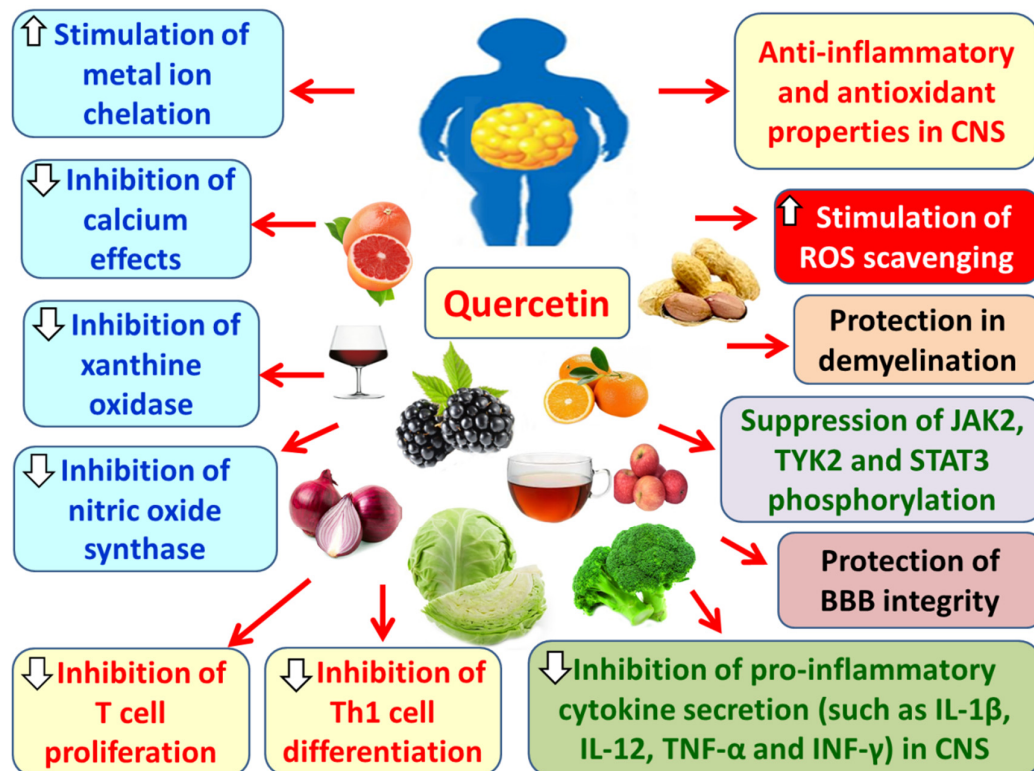 Stimulation of
metal ion
chelation
Anti-inflammatory
and antioxidant
properties in CNS
Inhibition of
calcium
effects
Stimulation of
ROS scavenging
Quercetin
Inhibition of
xanthine
oxidase
Protection in
demyelination
Inhibition of
nitric oxide
synthase
Suppression of JAK2,
TYK2 and STAT3
phosphorylation
Protection of
BBB integrity
Inhibition of
T cell
proliferation
Inhibition of
Th1 cell
differentiation
Inhibition of pro-inflammatory
cytokine secretion (such as IL-1β,
IL-12, TNF-α and INF-γ) in CNS